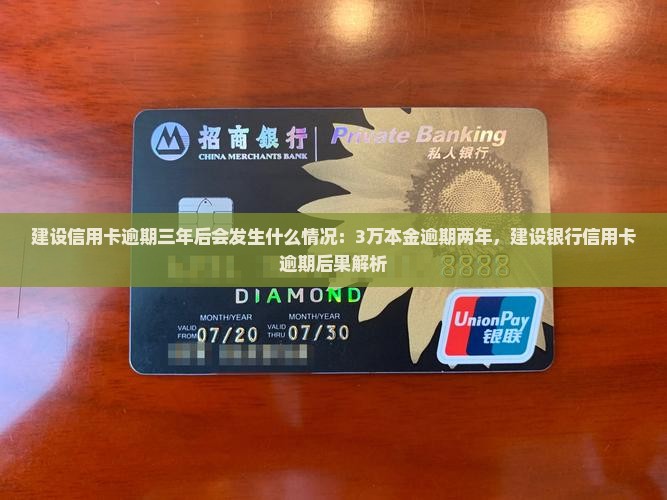 招商銀行 Private Banking
CHINA MERCHANTS BANK 私人银行
建设信用卡逾期三年后会发生什么情况：3万本金逾期两年，建设银行信用卡
逾期后果解析
8888
DIAMOND
MONTH/YEAR MONTH/YEAR
VALID FROM 07/20 VALID THRU 07/30
UnionPay
银联